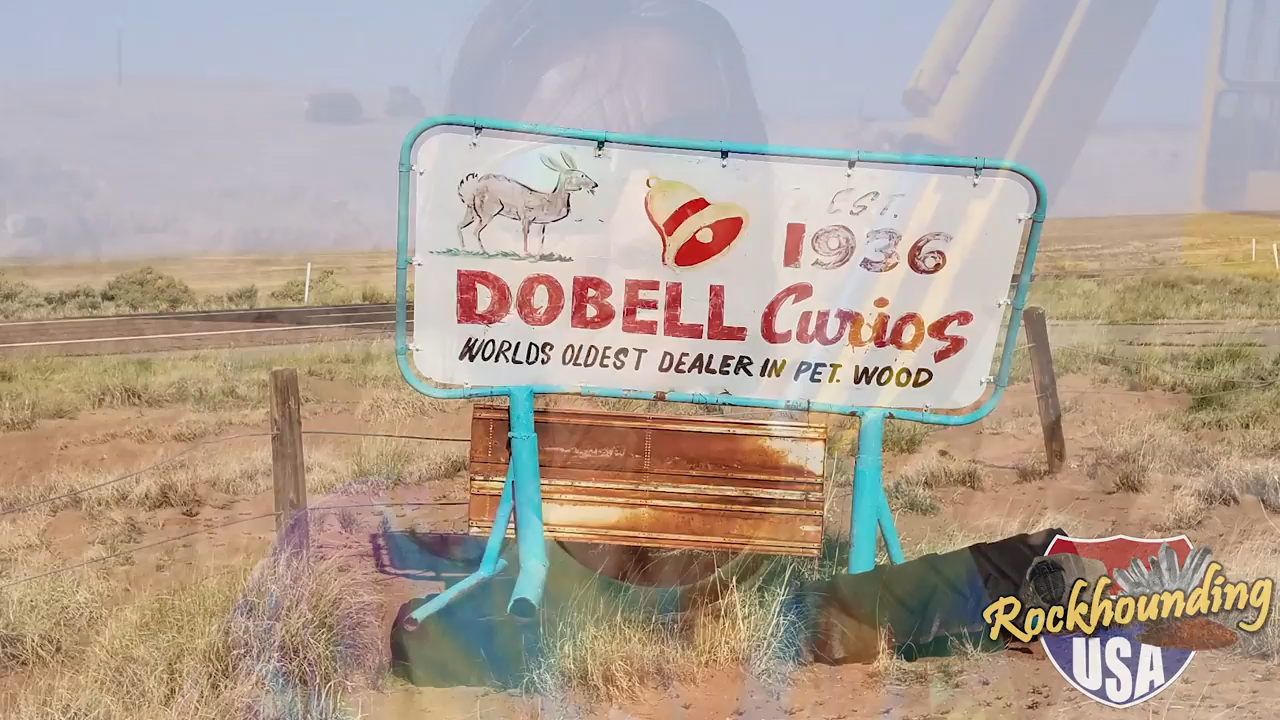 EST.
1936
DOBELL Curios
WORLDS OLDEST DEALER IN PET. WOOD
Rockhounding
USA